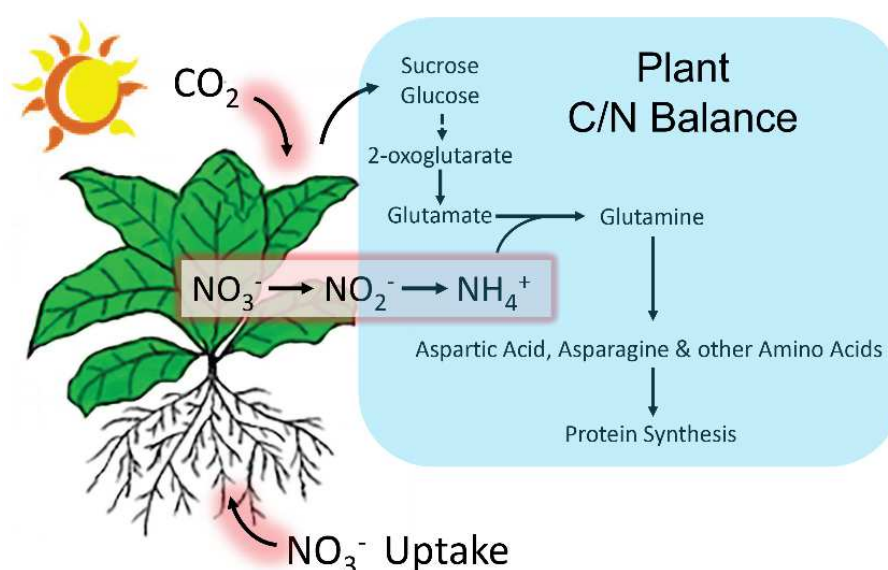 Plant
C/N Balance
CO₂
Sucrose
Glucose
2-oxoglutarate
Glutamate
Glutamine
NO₃⁻ NO₂⁻ NH₄⁺
Aspartic Acid, Asparagine & other Amino Acids
Protein Synthesis
NO₃⁻ Uptake